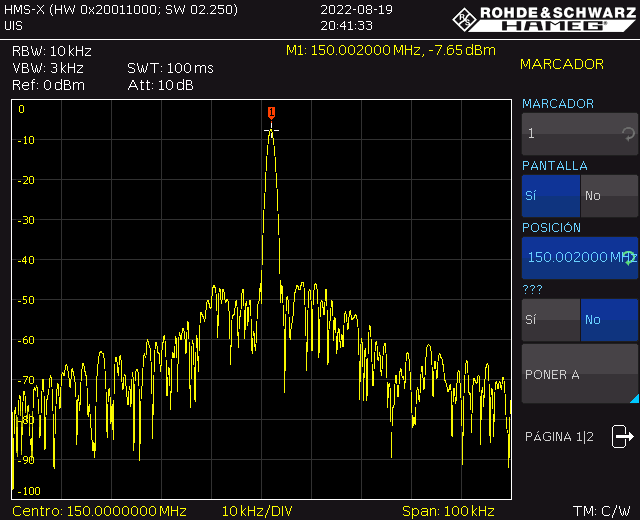 HMS-X (HW 0x20011000; SW 02.250)
2022-08-19
UIS
20:41:33
ROHDE & SCHWARZ
HAMEG
RBW: 10 kHz
M1: 150.002000 MHz, -7.65 dBm
VBW: 3 kHz
SWT: 100 ms
Ref: 0 dBm
Att: 10 dB
MARCADOR
MARCADOR
1
PANTALLA
Sí
No
POSICIÓN
150.002000 MHz
???
Sí
No
PONER A
PÁGINA 1|2
1
0
-10
-20
-30
-40
-50
-60
-70
-80
-90
-100
Centro: 150.0000000 MHz
10 kHz/DIV
Span: 100 kHz
TM: C/W